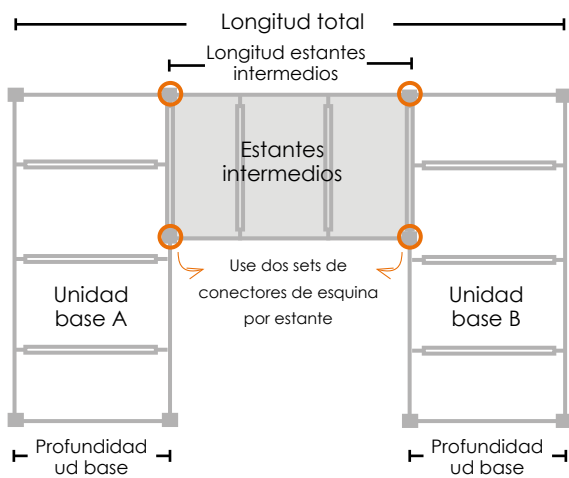 Longitud total
Longitud estantes
intermedios
Estantes
intermedios
Use dos sets de
conectores de esquina
por estante
Unidad
base A
Unidad
base B
Profundidad
ud base
Profundidad
ud base